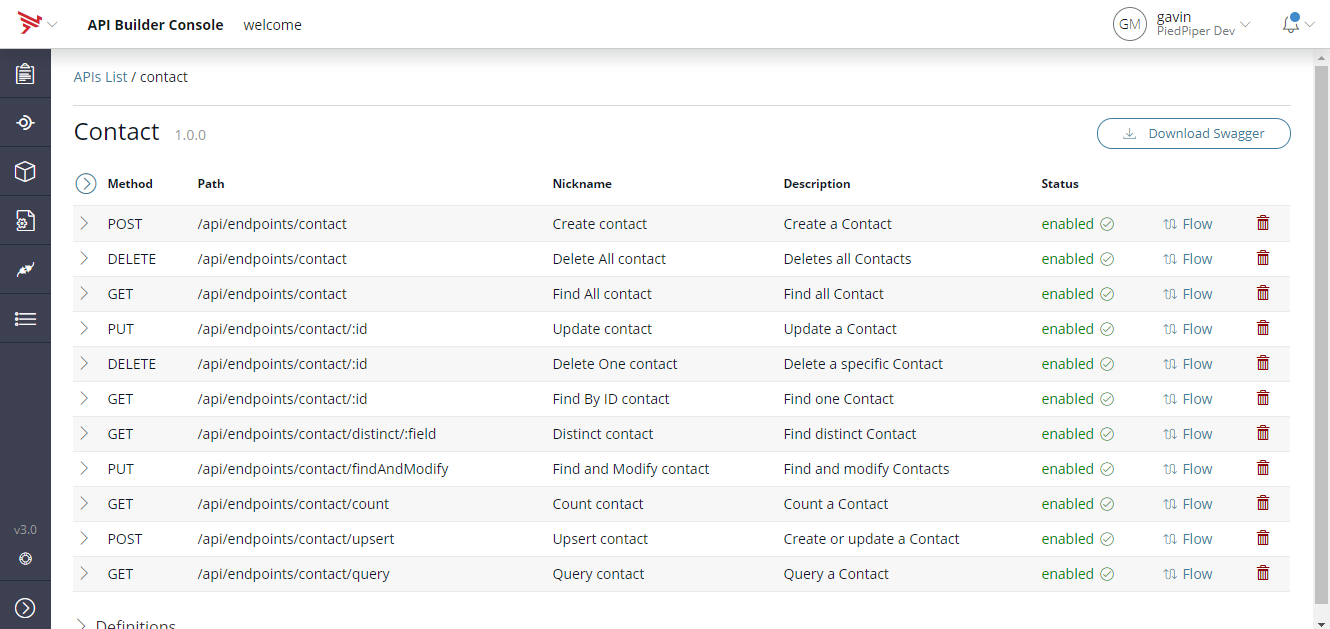 API Builder Console welcome GM gavin
PiedPiper Dev
APIs List / contact
Contact 1.0.0 Download Swagger
Method Path Nickname Description Status
POST /api/endpoints/contact Create contact Create a Contact enabled Flow
DELETE /api/endpoints/contact Delete All contact Deletes all Contacts enabled Flow
GET /api/endpoints/contact Find All contact Find all Contact enabled Flow
PUT /api/endpoints/contact/:id Update contact Update a Contact enabled Flow
DELETE /api/endpoints/contact/:id Delete One contact Delete a specific Contact enabled Flow
GET /api/endpoints/contact/:id Find By ID contact Find one Contact enabled Flow
GET /api/endpoints/contact/distinct/:field Distinct contact Find distinct Contact enabled Flow
PUT /api/endpoints/contact/findAndModify Find and Modify contact Find and modify Contacts enabled Flow
GET /api/endpoints/contact/count Count contact Count a Contact enabled Flow
POST /api/endpoints/contact/upsert Upsert contact Create or update a Contact enabled Flow
GET /api/endpoints/contact/query Query contact Query a Contact enabled Flow
v3.0
Definitions